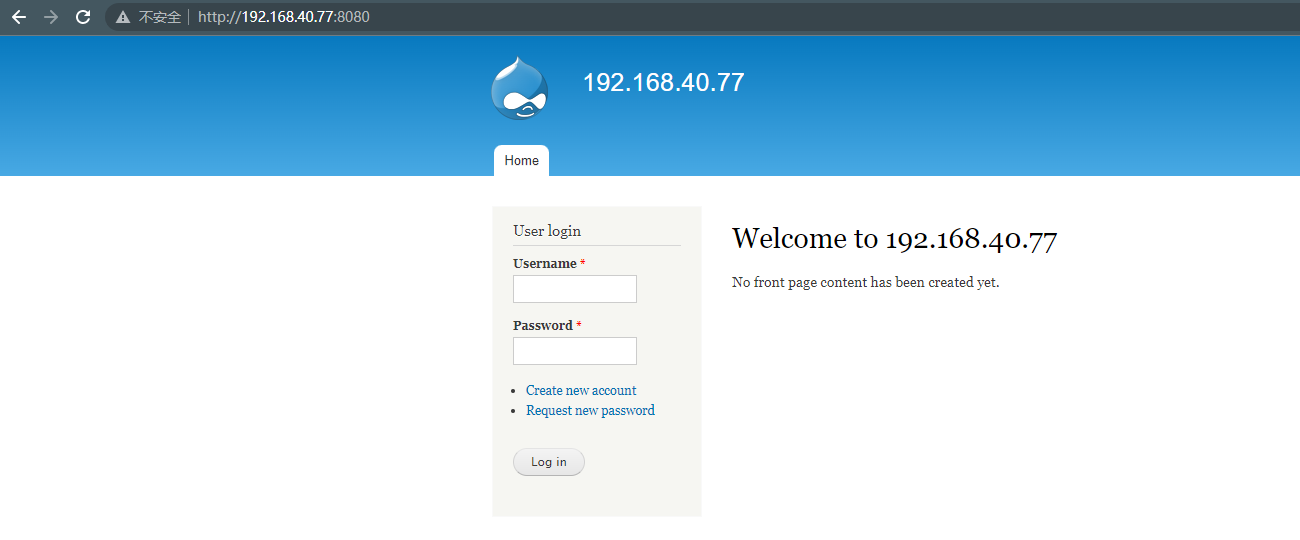 不安全 | http://192.168.40.77:8080
192.168.40.77
Home
User login
Username *
Password *
Create new account
Request new password
Log in
Welcome to 192.168.40.77
No front page content has been created yet.